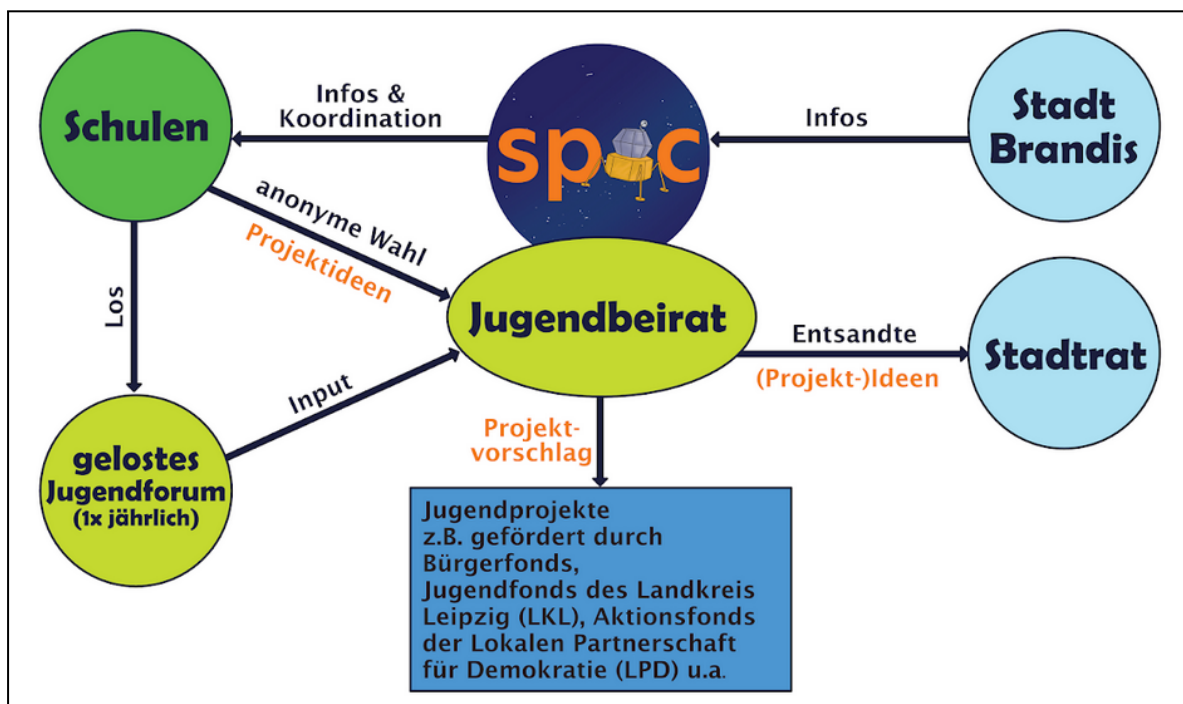 Schulen
Infos &
Koordination
spac
Infos
Stadt
Brandis
anonyme Wahl
Projektideen
Los
Jugendbeirat
Entsandte
(Projekt-)Ideen
Stadtrat
Input
gelostes
Jugendforum
(1x jährlich)
Projekt-
vorschlag
Jugendprojekte
z.B. gefördert durch
Bürgerfonds,
Jugendfonds des Landkreis
Leipzig (LKL), Aktionsfonds
der Lokalen Partnerschaft
für Demokratie (LPD) u.a.